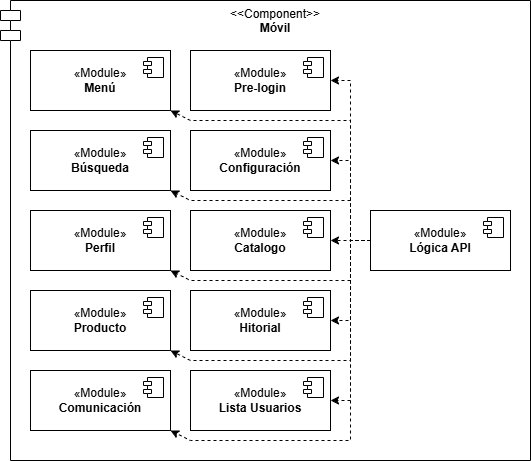 <<Component>>
Móvil
«Module»
Menú
«Module»
Pre-login
«Module»
Búsqueda
«Module»
Configuración
«Module»
Perfil
«Module»
Catalogo
«Module»
Lógica API
«Module»
Producto
«Module»
Hitorial
«Module»
Comunicación
«Module»
Lista Usuarios